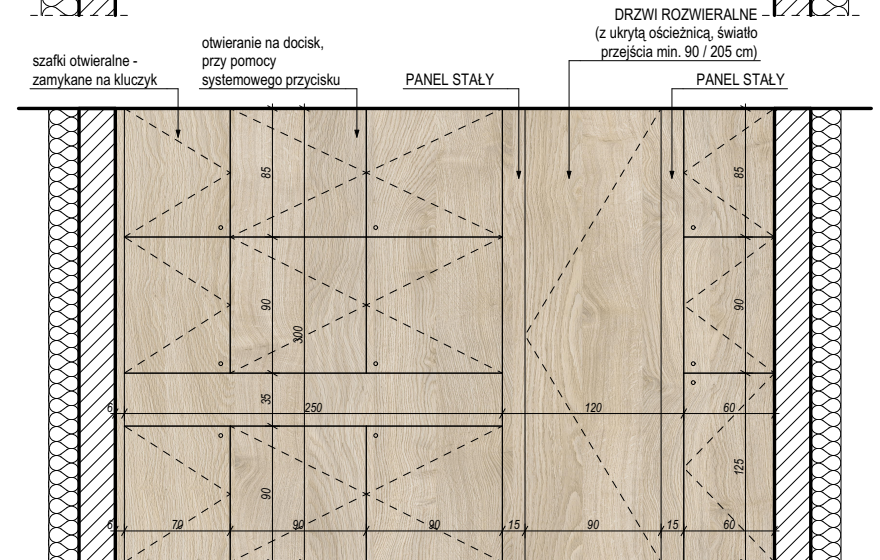 DRZWI ROZWIERALNE
(z ukrytą ościeżnicą, światło
przejścia min. 90 / 205 cm)
otwieranie na docisk,
przy pomocy
systemowego przycisku
szafki otwieralne -
zamykane na kluczyk
PANEL STAŁY
PANEL STAŁY
85
85
90
90
300
35
6
250
120
60
125
90
6
70
90
90
15
90
15
60